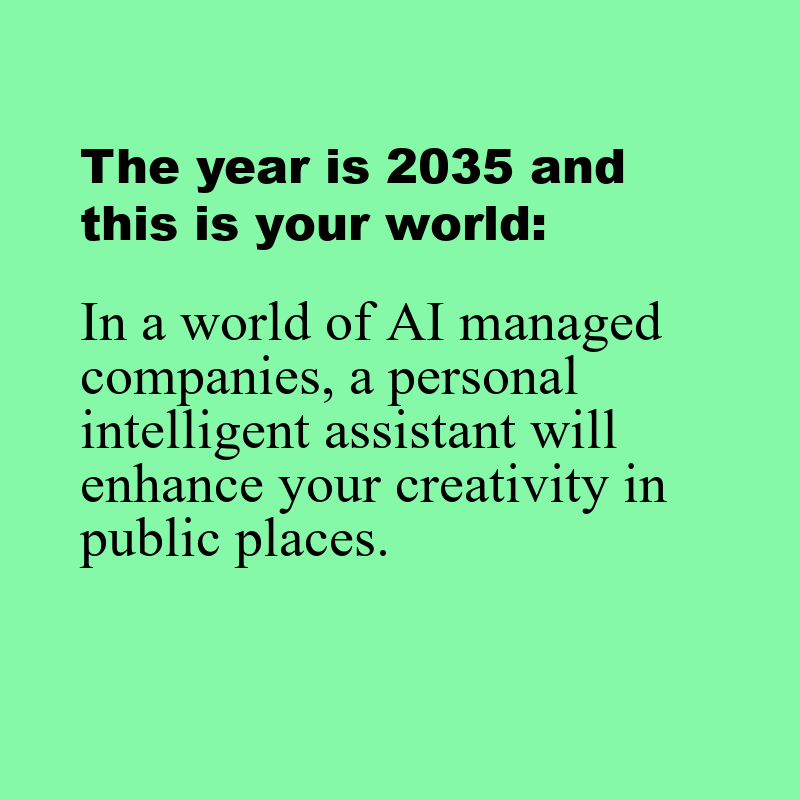 The year is 2035 and
this is your world:
In a world of AI managed
companies, a personal
intelligent assistant will
enhance your creativity in
public places.